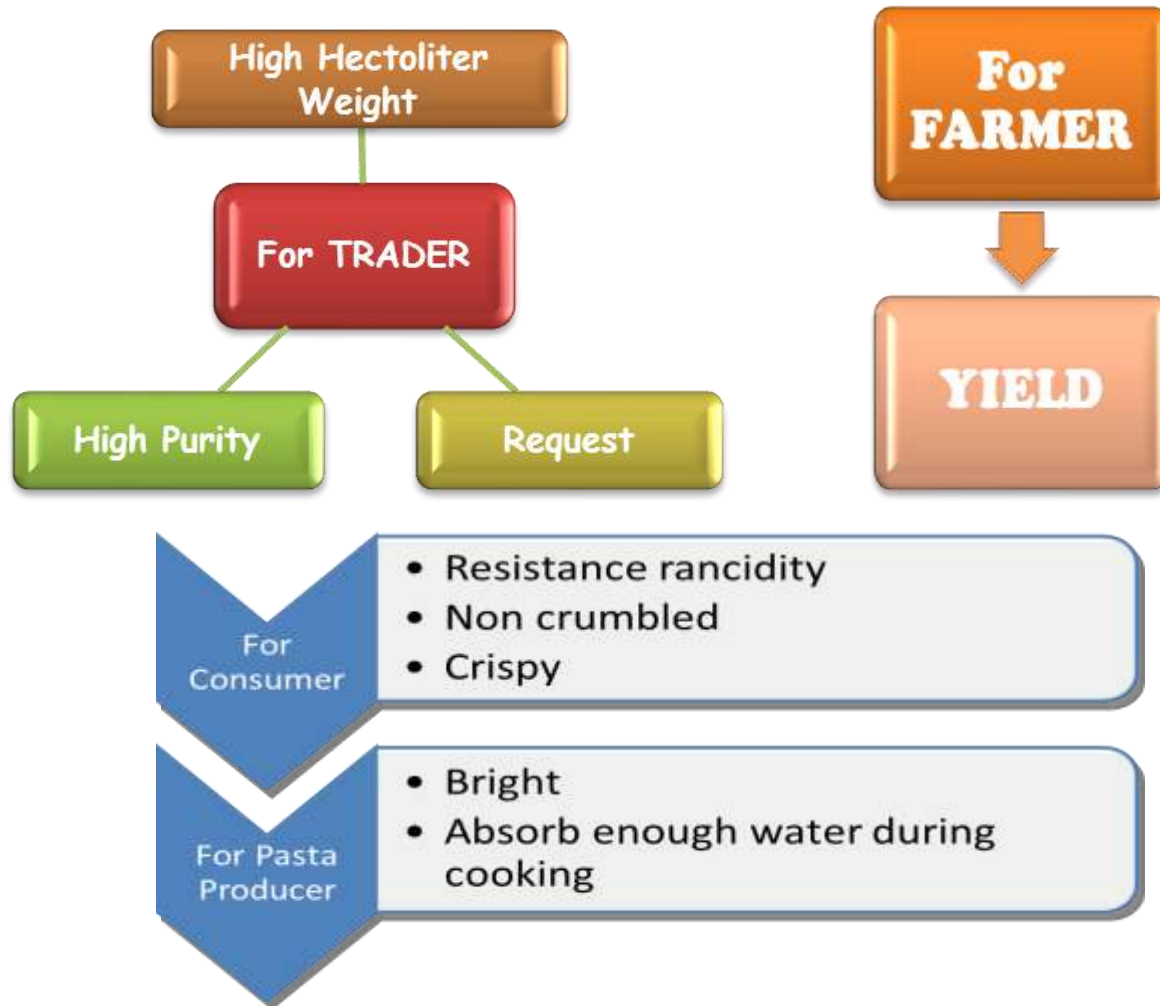 High Hectoliter
Weight
For TRADER
High Purity
Request
For
FARMER
YIELD
For
Consumer
• Resistance rancidity
• Non crumbled
• Crispy
For Pasta
Producer
• Bright
• Absorb enough water during
cooking